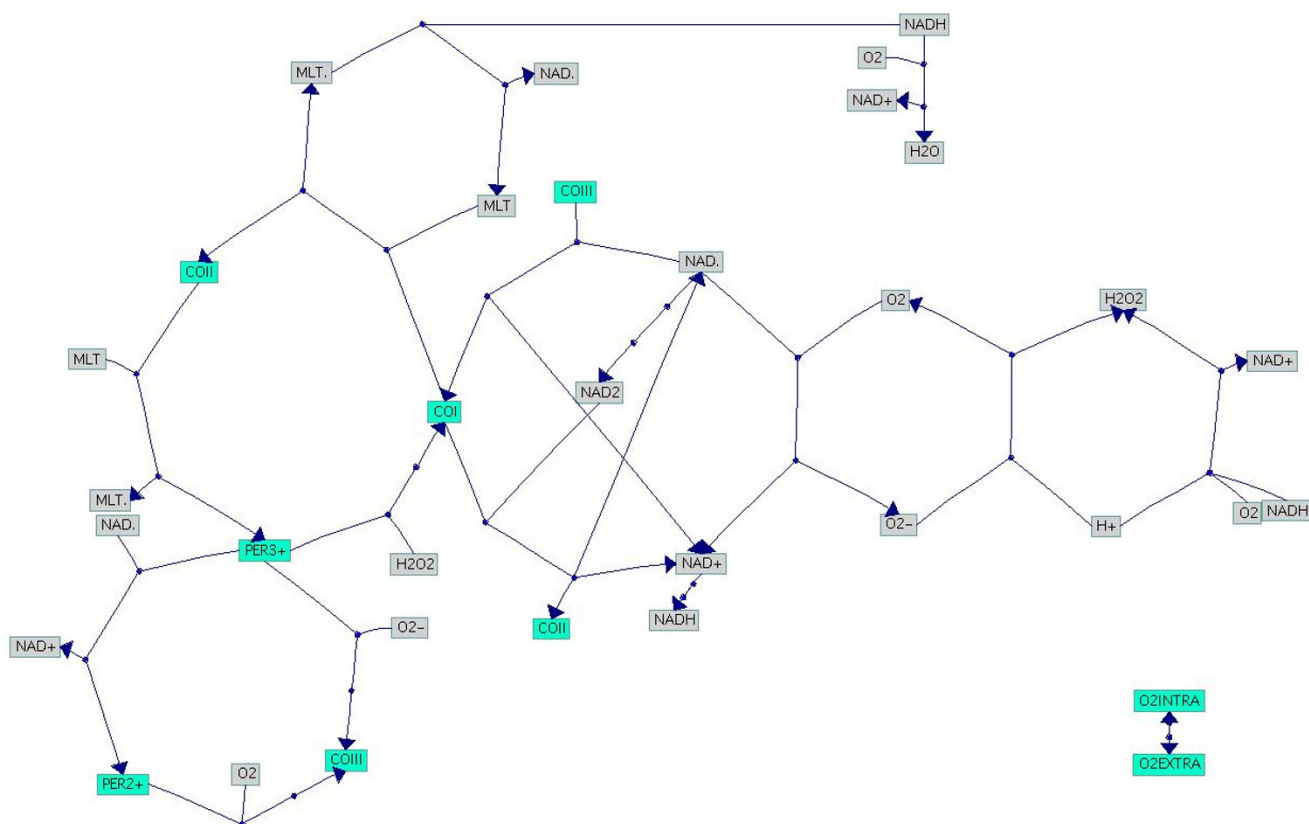 NADH
O2
MLT.
NAD.
NAD+
H2O
COIII
MLT
NAD.
COII
O2
H2O2
MLT
NAD+
NAD2
COI
MLT.
O2
NADH
NAD.
O2-
H+
PER3+
H2O2
NAD+
NADH
COII
O2-
NAD+
O2INTRA
COIII
O2EXTRA
O2
PER2+